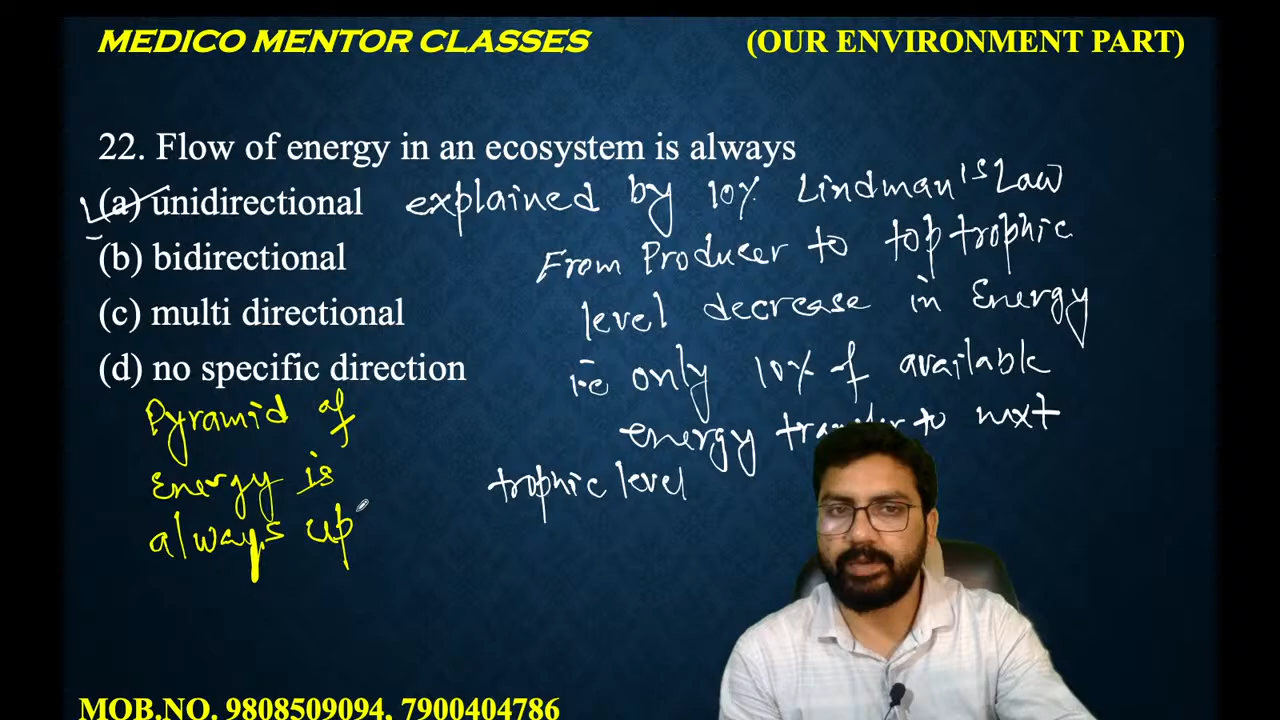 MEDICO MENTOR CLASSES (OUR ENVIRONMENT PART)
22. Flow of energy in an ecosystem is always
(a) unidirectional explained by 10% Lindman's Law
(b) bidirectional From Producer to top trophic
(c) multi directional level decrease in Energy
(d) no specific direction i.e only 10% of available
Pyramid of energy to next
Energy is trophic level
always up
MOB.NO. 9808509094, 7900404786